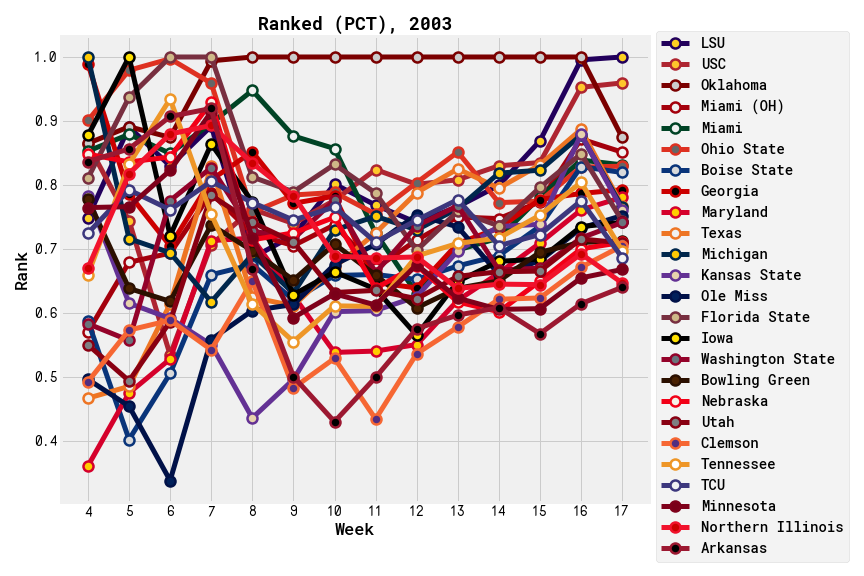 Ranked (PCT), 2003
1.0
0.9
0.8
0.7
0.6
0.5
0.4
Rank
4 5 6 7 8 9 10 11 12 13 14 15 16 17
Week
LSU
USC
Oklahoma
Miami (OH)
Miami
Ohio State
Boise State
Georgia
Maryland
Texas
Michigan
Kansas State
Ole Miss
Florida State
Iowa
Washington State
Bowling Green
Nebraska
Utah
Clemson
Tennessee
TCU
Minnesota
Northern Illinois
Arkansas